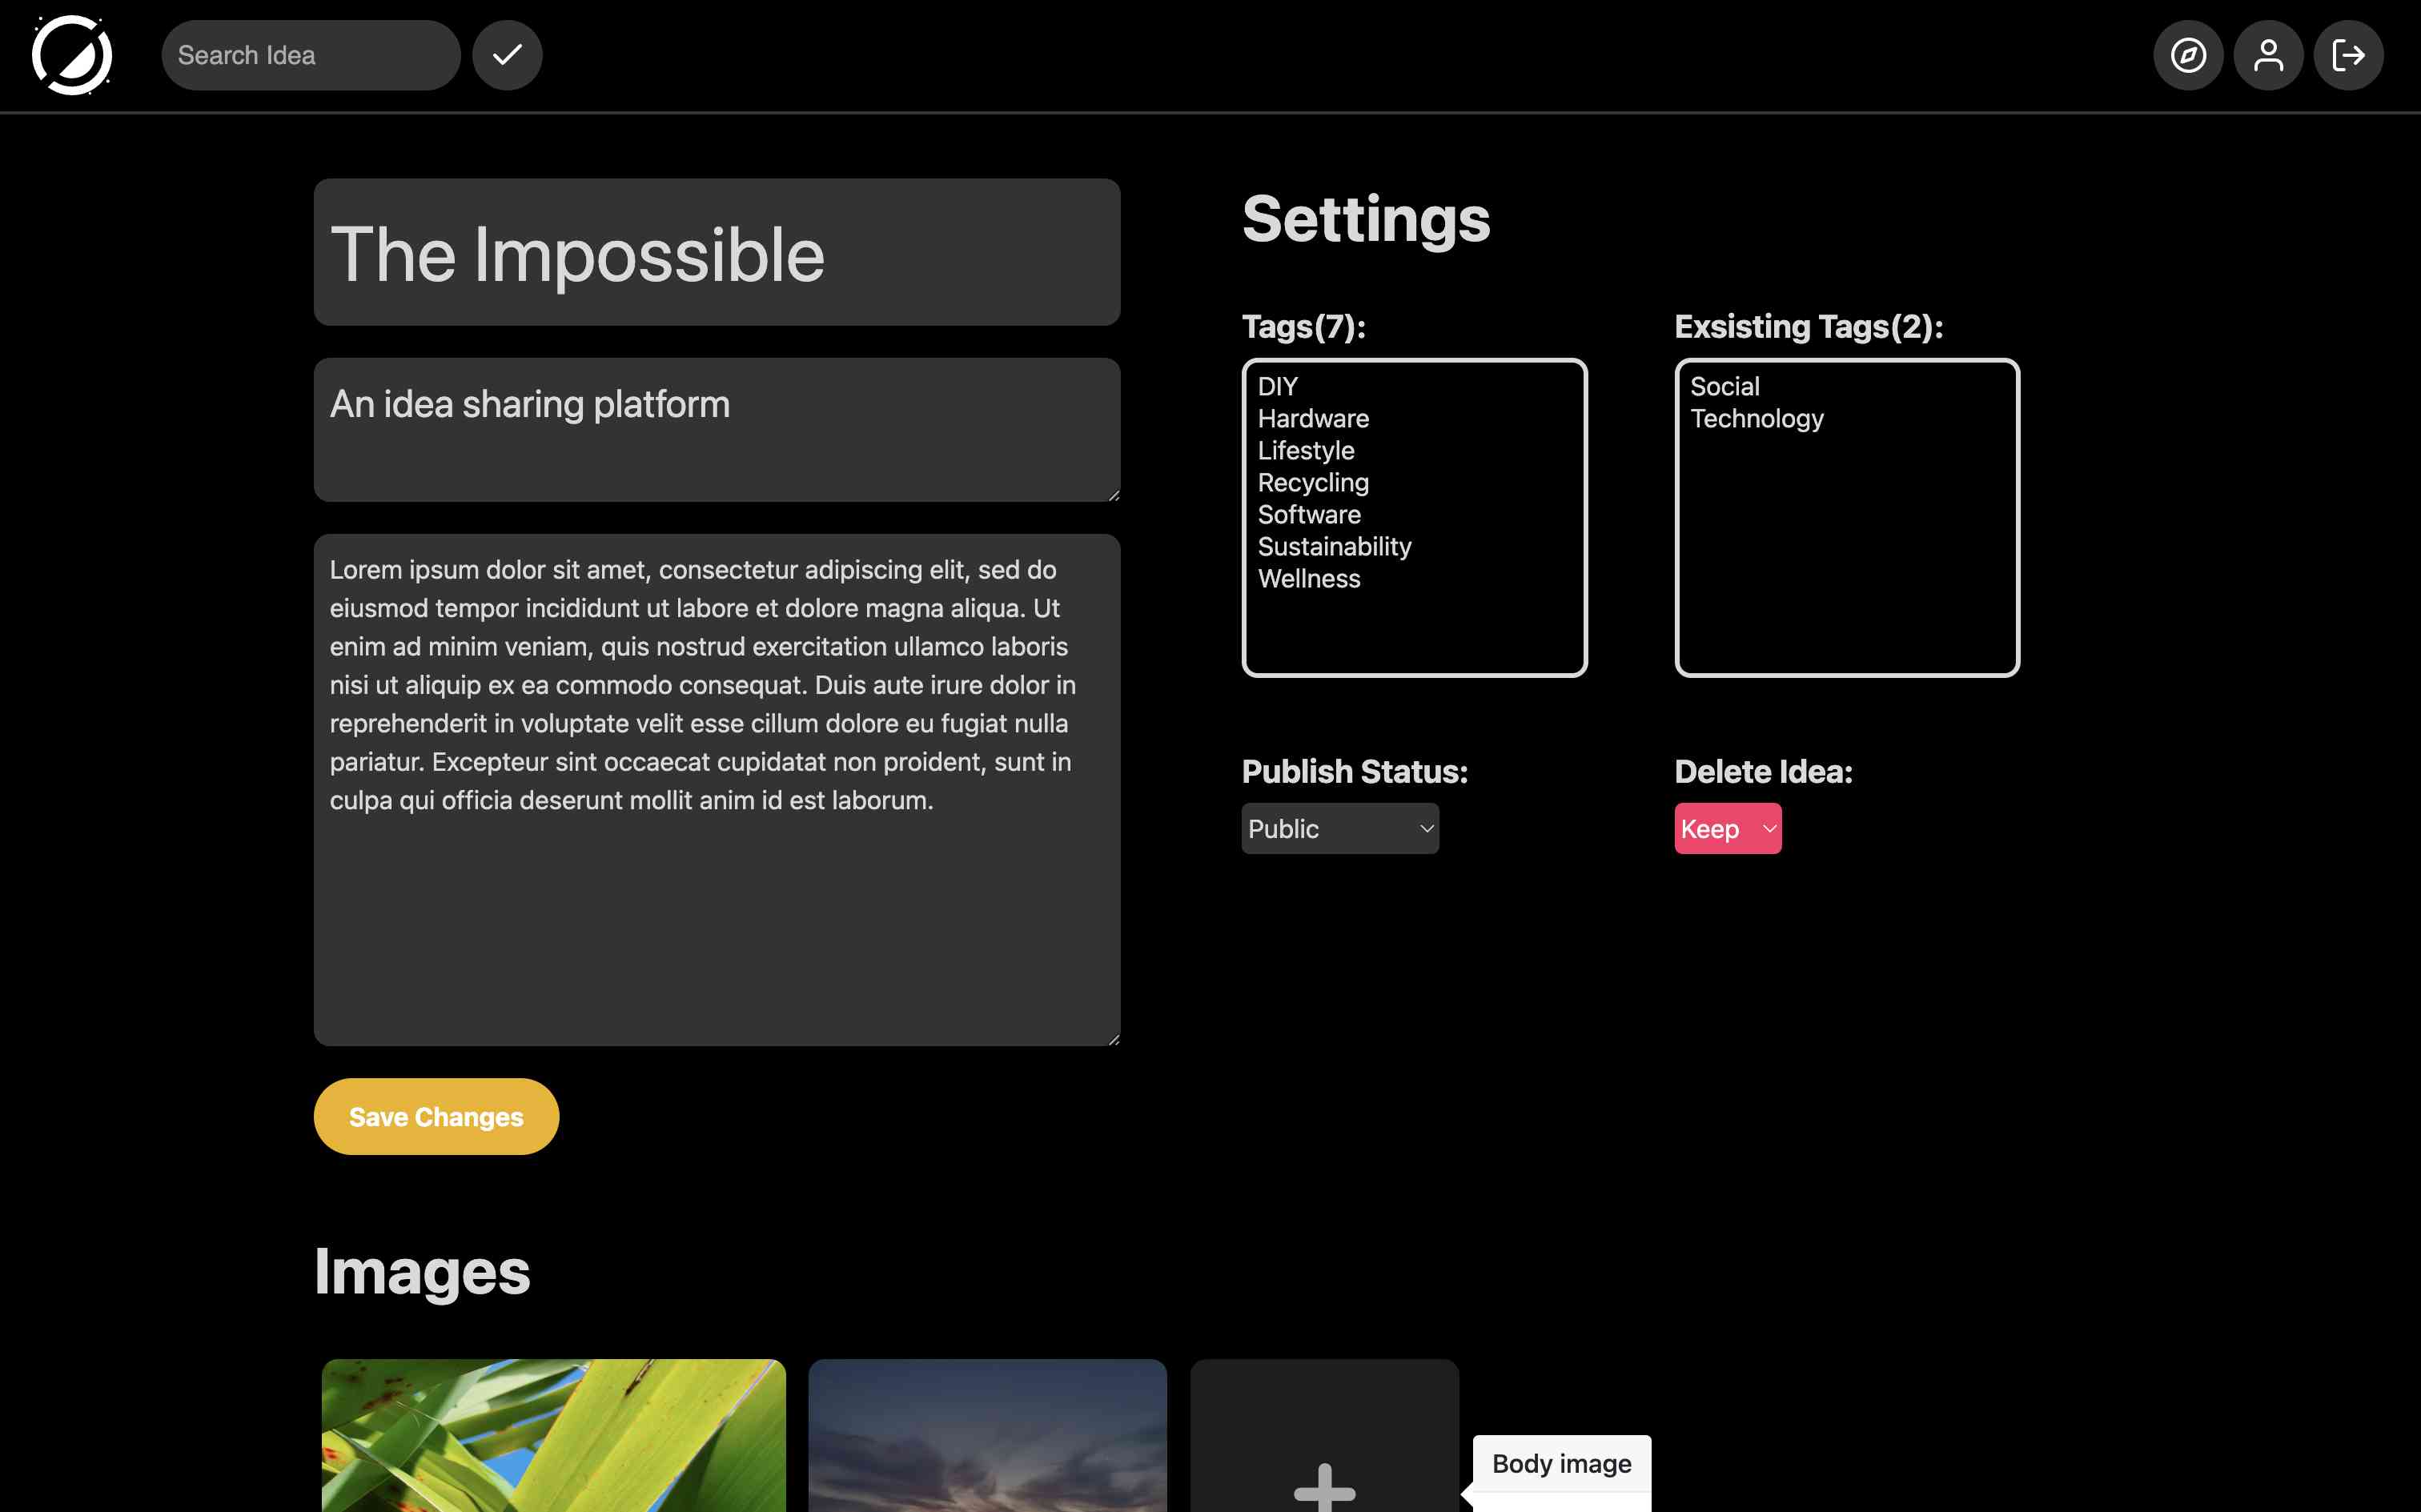 Search Idea
The Impossible
An idea sharing platform
Lorem ipsum dolor sit amet, consectetur adipiscing elit, sed do
eiusmod tempor incididunt ut labore et dolore magna aliqua. Ut
enim ad minim veniam, quis nostrud exercitation ullamco laboris
nisi ut aliquip ex ea commodo consequat. Duis aute irure dolor in
reprehenderit in voluptate velit esse cillum dolore eu fugiat nulla
pariatur. Excepteur sint occaecat cupidatat non proident, sunt in
culpa qui officia deserunt mollit anim id est laborum.
Save Changes
Settings
Tags(7):
DIY
Hardware
Lifestyle
Recycling
Software
Sustainability
Wellness
Exsisting Tags(2):
Social
Technology
Publish Status:
Public
Delete Idea:
Keep
Images
Body image